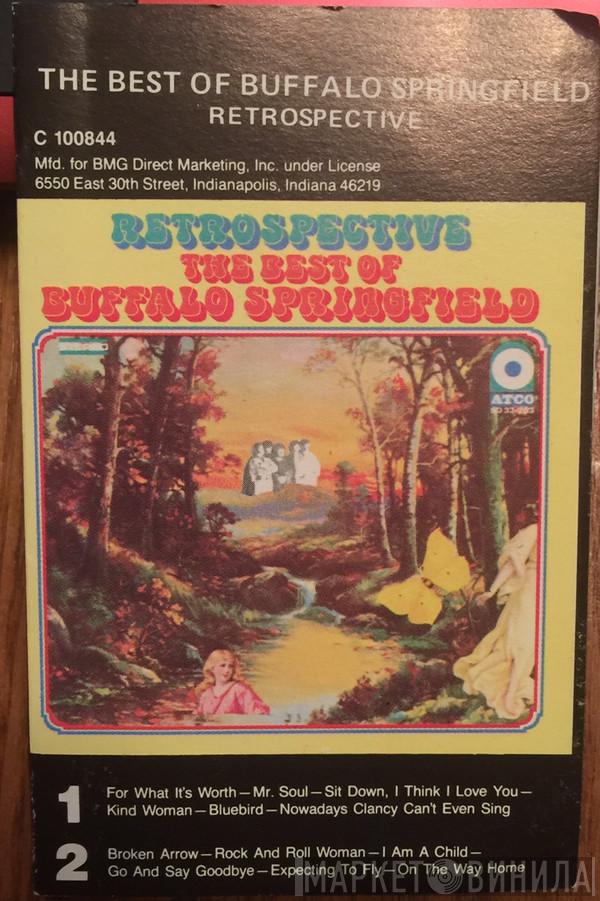 THE BEST OF BUFFALO SPRINGFIELD
RETROSPECTIVE
C 100844
Mfd. for BMG Direct Marketing, Inc. under License
6550 East 30th Street, Indianapolis, Indiana 46219
RETROSPECTIVE
THE BEST OF
BUFFALO SPRINGFIELD
ATCO
SD 33-283
1
For What It's Worth—Mr. Soul—Sit Down, I Think I Love You—
Kind Woman—Bluebird—Nowadays Clancy Can't Even Sing
2
Broken Arrow—Rock And Roll Woman—I Am A Child—
Go And Say Goodbye—Expecting To Fly—On The Way Home
МАРКЕТ ВИНИЛА